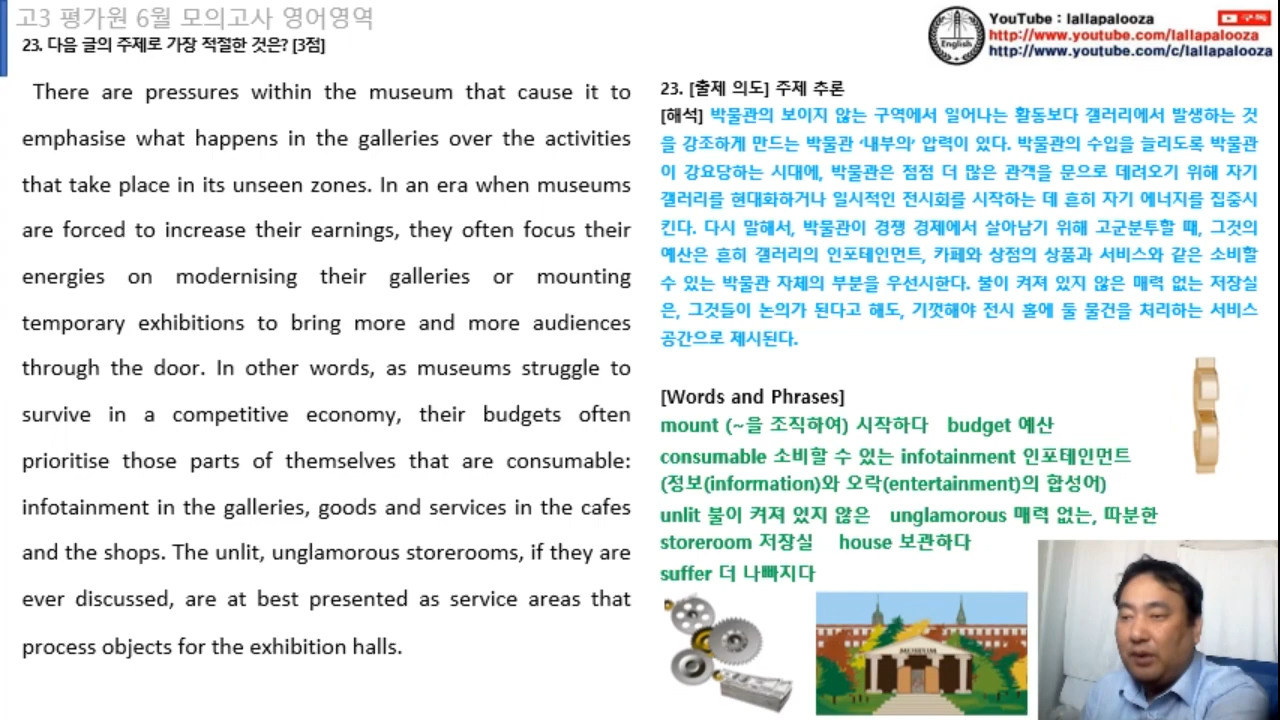 고3 평가원 6월 모의고사 영어영역
23. 다음 글의 주제로 가장 적절한 것은? [3점]
There are pressures within the museum that cause it to
emphasise what happens in the galleries over the activities
that take place in its unseen zones. In an era when museums
are forced to increase their earnings, they often focus their
energies on modernising their galleries or mounting
temporary exhibitions to bring more and more audiences
through the door. In other words, as museums struggle to
survive in a competitive economy, their budgets often
prioritise those parts of themselves that are consumable:
infotainment in the galleries, goods and services in the cafes
and the shops. The unlit, unglamorous storerooms, if they are
ever discussed, are at best presented as service areas that
process objects for the exhibition halls.
English
YouTube : lallapalooza
구독
http://www.youtube.com/lallapalooza
http://www.youtube.com/c/lallapalooza
23. [출제 의도] 주제 추론
[해석] 박물관의 보이지 않는 구역에서 일어나는 활동보다 갤러리에서 발생하는 것
을 강조하게 만드는 박물관 ‘내부의’ 압력이 있다. 박물관의 수입을 늘리도록 박물관
이 강요당하는 시대에, 박물관은 점점 더 많은 관객을 문으로 데려오기 위해 자기
갤러리를 현대화하거나 일시적인 전시회를 시작하는 데 흔히 자기 에너지를 집중시
킨다. 다시 말해서, 박물관이 경쟁 경제에서 살아남기 위해 고군분투할 때, 그것의
예산은 흔히 갤러리의 인포테인먼트, 카페와 상점의 상품과 서비스와 같은 소비할
수 있는 박물관 자체의 부분을 우선시한다. 불이 켜져 있지 않은 매력 없는 저장실
은, 그것들이 논의가 된다고 해도, 기껏해야 전시 홀에 둘 물건을 처리하는 서비스
공간으로 제시된다.
[Words and Phrases]
mount (~을 조직하여) 시작하다 budget 예산
consumable 소비할 수 있는 infotainment 인포테인먼트
(정보(information)와 오락(entertainment)의 합성어)
unlit 불이 켜져 있지 않은 unglamorous 매력 없는, 따분한
storeroom 저장실 house 보관하다
suffer 더 나빠지다
MUSEUM